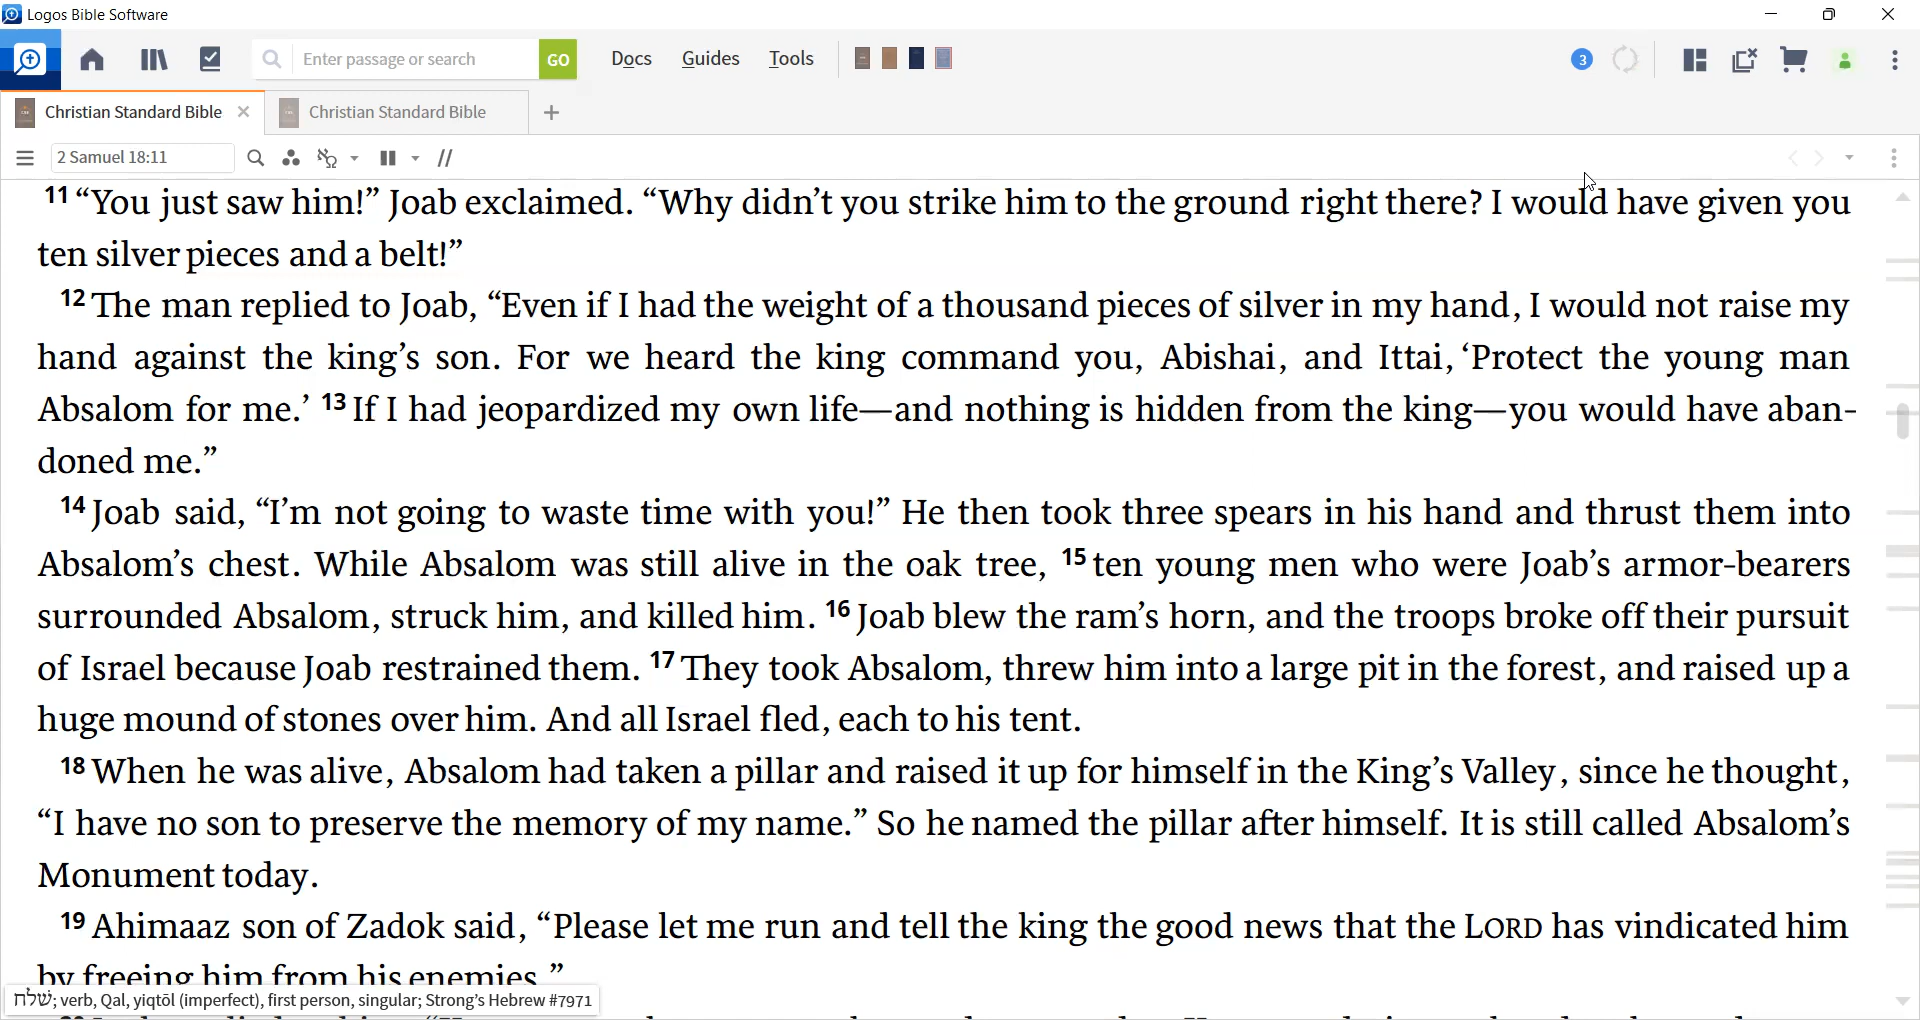 Logos Bible Software
Enter passage or search GO Docs Guides Tools 3
Christian Standard Bible Christian Standard Bible
2 Samuel 18:11
11 “You just saw him!” Joab exclaimed. “Why didn’t you strike him to the ground right there? I would have given you
ten silver pieces and a belt!”
12 The man replied to Joab, “Even if I had the weight of a thousand pieces of silver in my hand, I would not raise my
hand against the king’s son. For we heard the king command you, Abishai, and Ittai, ‘Protect the young man
Absalom for me.’ 13 If I had jeopardized my own life—and nothing is hidden from the king—you would have aban-
doned me.”
14 Joab said, “I’m not going to waste time with you!” He then took three spears in his hand and thrust them into
Absalom’s chest. While Absalom was still alive in the oak tree, 15 ten young men who were Joab’s armor-bearers
surrounded Absalom, struck him, and killed him. 16 Joab blew the ram’s horn, and the troops broke off their pursuit
of Israel because Joab restrained them. 17 They took Absalom, threw him into a large pit in the forest, and raised up a
huge mound of stones over him. And all Israel fled, each to his tent.
18 When he was alive, Absalom had taken a pillar and raised it up for himself in the King’s Valley, since he thought,
“I have no son to preserve the memory of my name.” So he named the pillar after himself. It is still called Absalom’s
Monument today.
19 Ahimaaz son of Zadok said, “Please let me run and tell the king the good news that the LORD has vindicated him
by freeing him from his enemies.”
שׁלח; verb, Qal, yiqtōl (imperfect), first person, singular; Strong’s Hebrew #7971